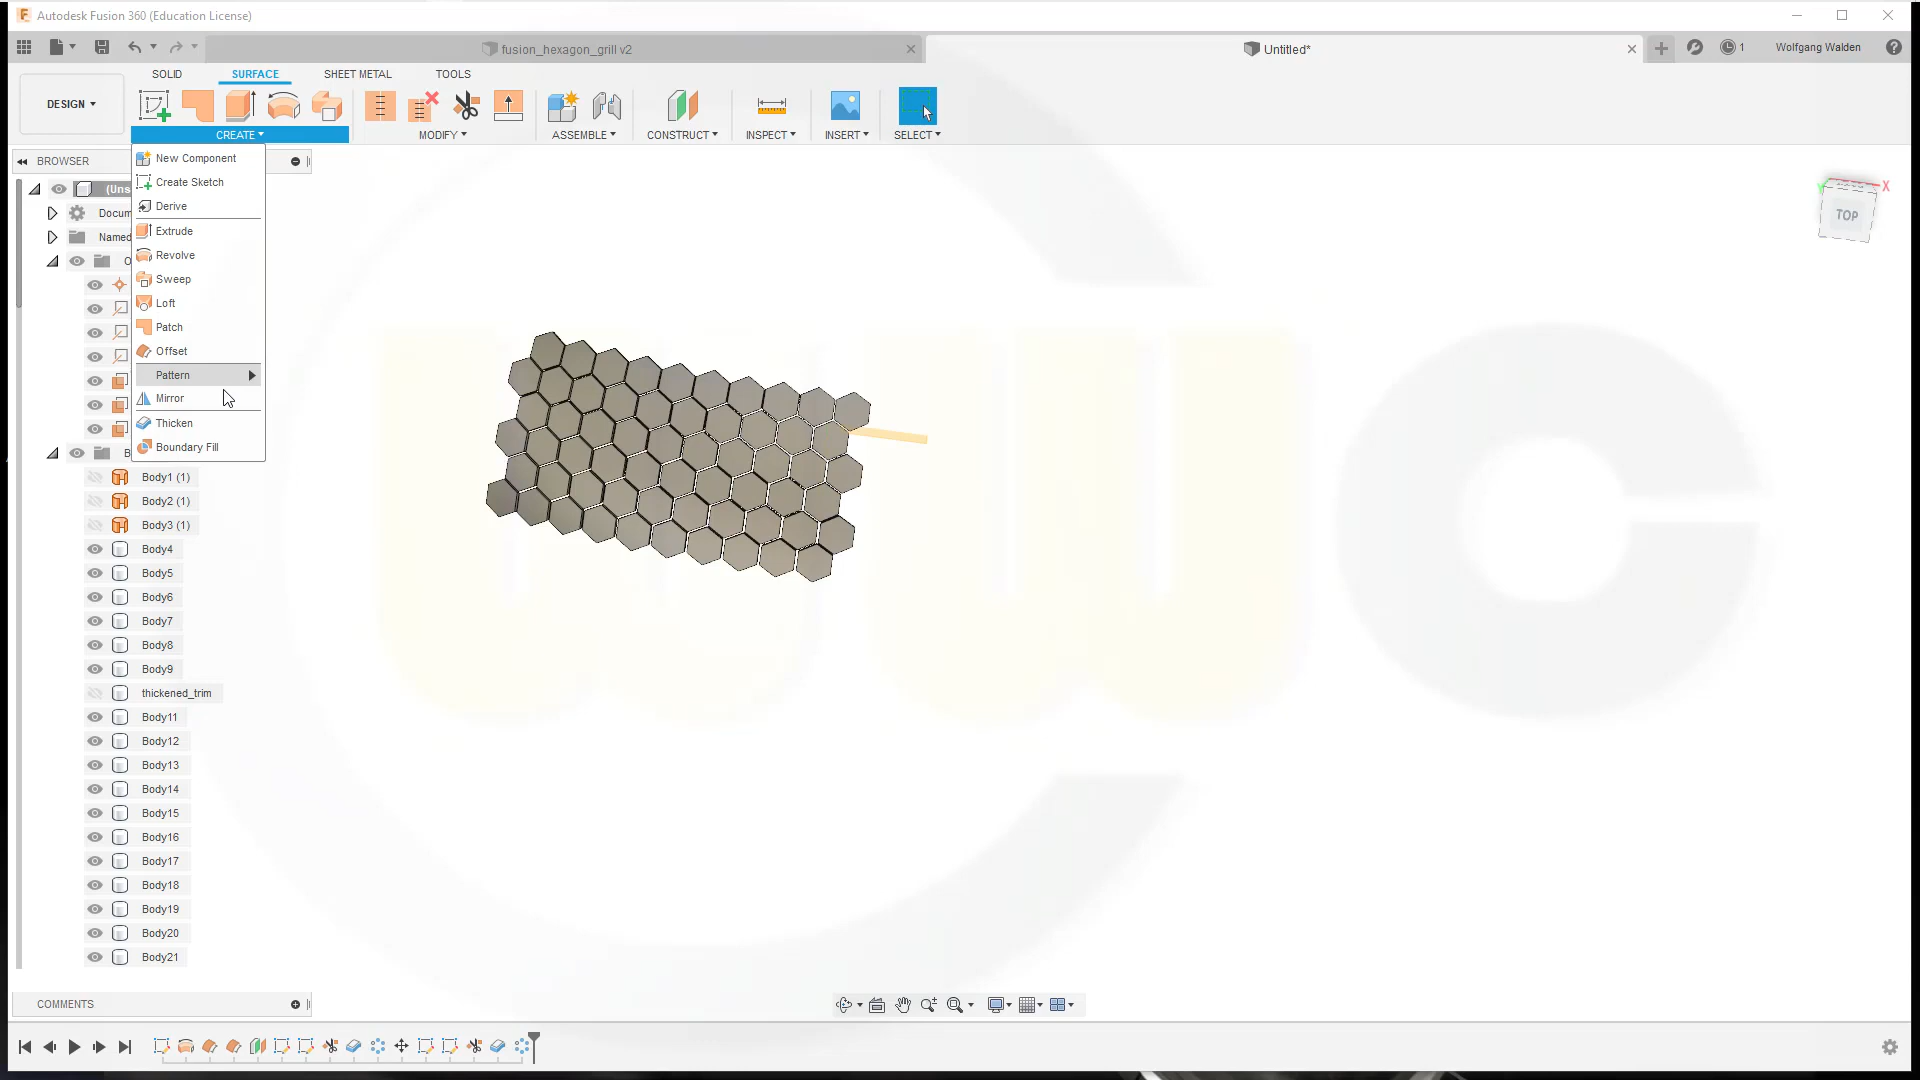 Autodesk Fusion 360 (Education License)
fusion_hexagon_grill v2
Untitled*
1
Wolfgang Walden
DESIGN
SOLID
SURFACE
SHEET METAL
TOOLS
CREATE
MODIFY
ASSEMBLE
CONSTRUCT
INSPECT
INSERT
SELECT
BROWSER
(Uns
Docum
Named
O
B
New Component
Create Sketch
Derive
Extrude
Revolve
Sweep
Loft
Patch
Offset
Pattern
Mirror
Thicken
Boundary Fill
Body1 (1)
Body2 (1)
Body3 (1)
Body4
Body5
Body6
Body7
Body8
Body9
thickened_trim
Body11
Body12
Body13
Body14
Body15
Body16
Body17
Body18
Body19
Body20
Body21
X
TOP
COMMENTS